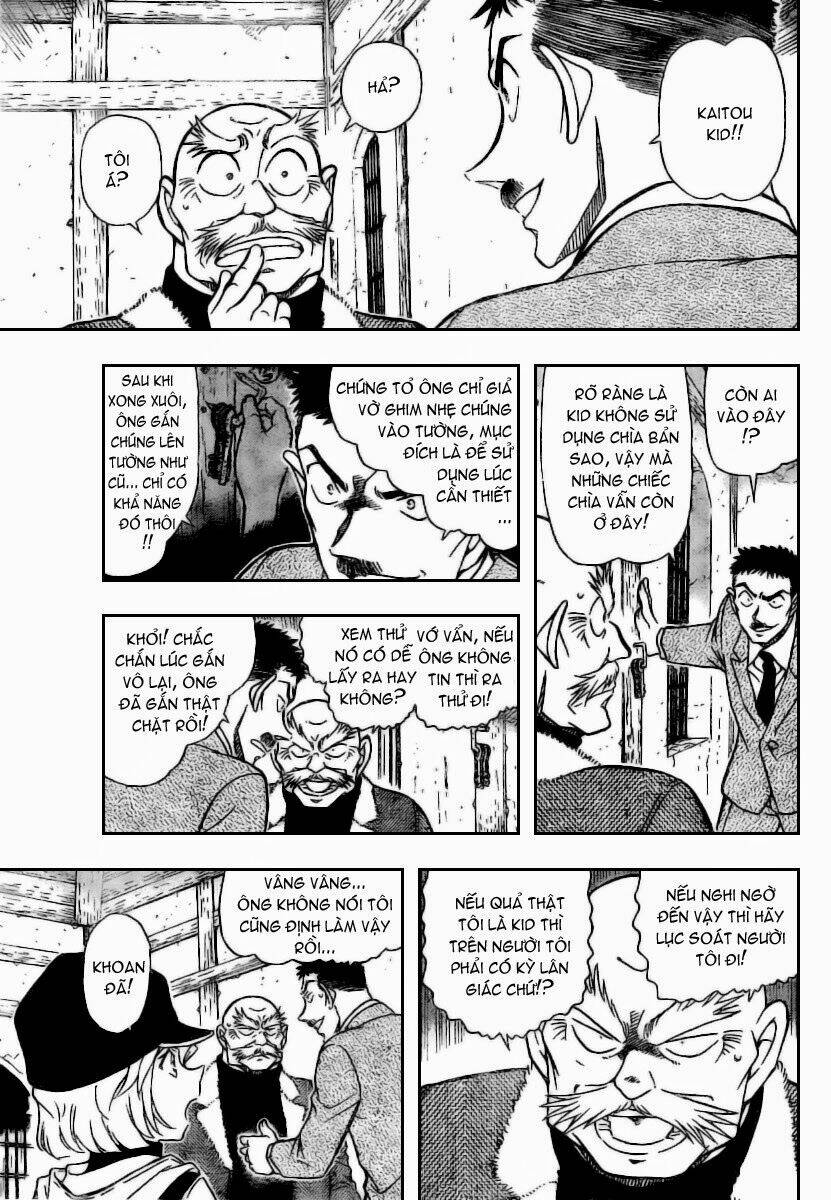 KAITOU
KID!!
HẢ?
TÔI
Á?
CÒN AI
VÀO ĐÂY
!?
RÕ RÀNG LÀ
KID KHÔNG SỬ
DỤNG CHÌA BẢN
SAO, VẬY MÀ
NHỮNG CHIẾC
CHÌA VẪN CÒN
Ở ĐÂY!
CHỨNG TỎ ÔNG CHỈ GIẢ
VỜ GHIM NHẸ CHÚNG
VÀO TƯỜNG, MỤC
ĐÍCH LÀ ĐỂ SỬ
DỤNG LÚC
CẦN THIẾT
...
SAU KHI
XONG XUÔI,
ÔNG GẮN
CHÚNG LÊN
TƯỜNG NHƯ
CŨ... CHỈ CÓ
KHẢ NĂNG
ĐÓ THÔI
!!
VỚ VẨN, NẾU
ÔNG KHÔNG
TIN THÌ RA
THỬ ĐI!
XEM THỬ
NÓ CÓ DỄ
LẤY RA HAY
KHÔNG?
KHỎI! CHẮC
CHẮN LÚC GẮN
VÔ LẠI, ÔNG
ĐÃ GẮN THẬT
CHẶT RỒI!
NẾU NGHI NGỜ
ĐẾN VẬY THÌ HÃY
LỤC SOÁT NGƯỜI
TÔI ĐI!
NẾU QUẢ THẬT
TÔI LÀ KID THÌ
TRÊN NGƯỜI TÔI
PHẢI CÓ KỲ LÂN
GIÁC CHỨ!?
VÂNG VÂNG...
ÔNG KHÔNG NÓI TÔI
CŨNG ĐỊNH LÀM VẬY
RỒI...
KHOAN
ĐÃ!